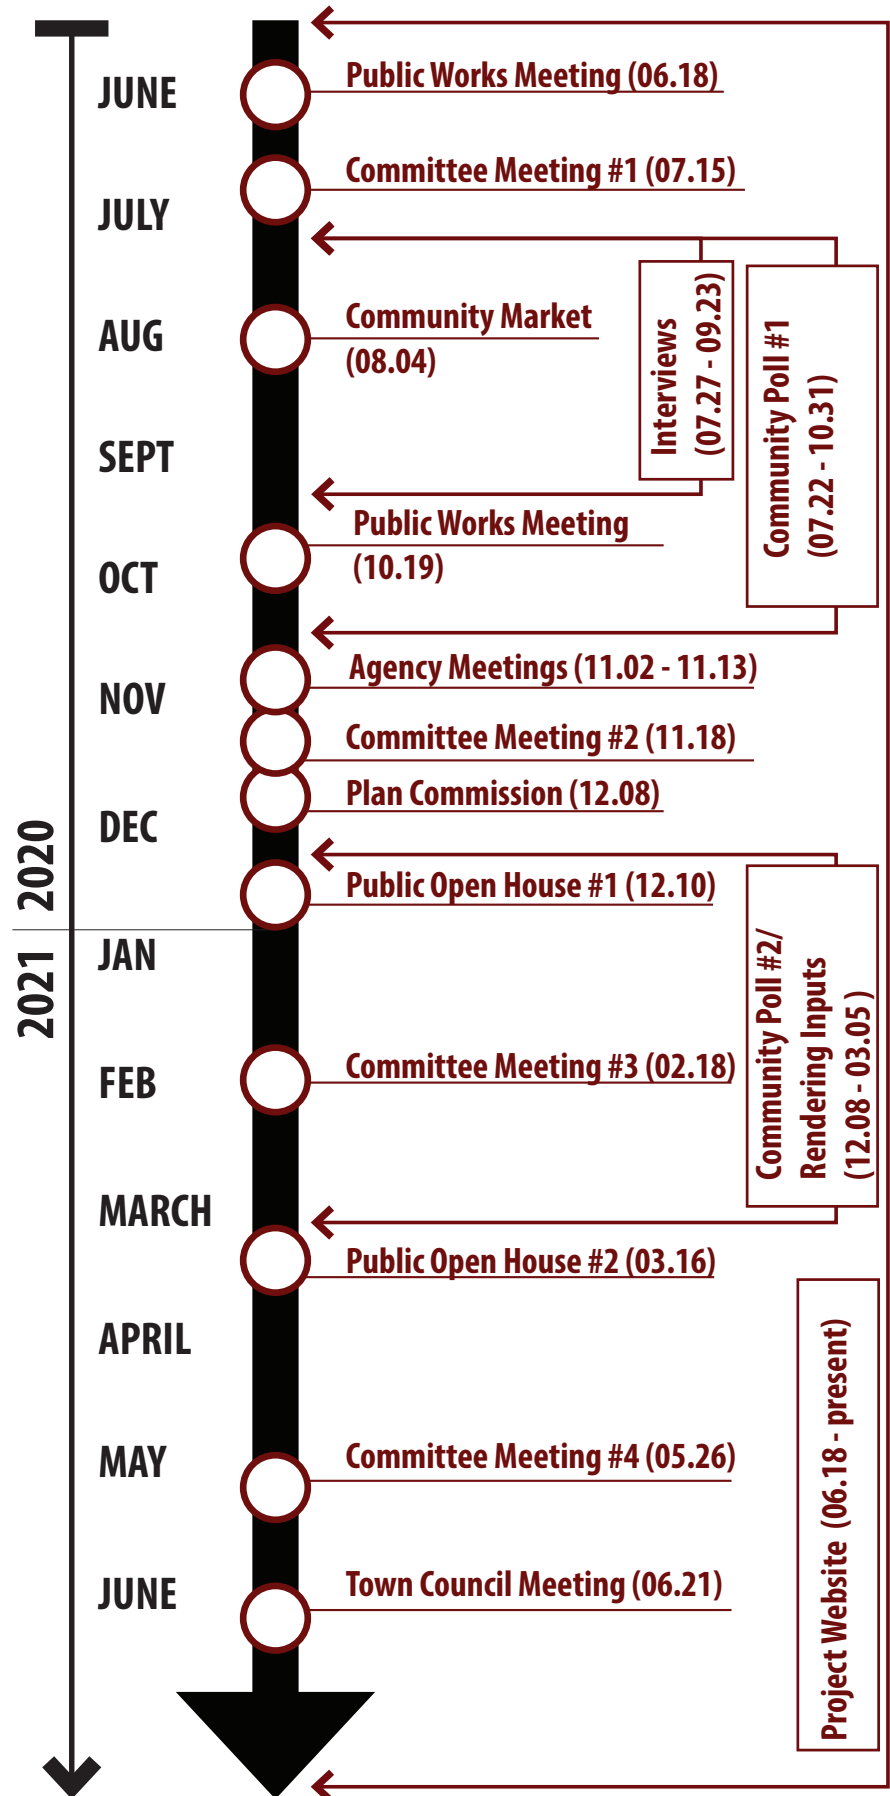 JUNE
Public Works Meeting (06.18)
Committee Meeting #1 (07.15)
JULY
AUG
Community Market
(08.04)
Interviews
(07.27 - 09.23)
Community Poll #1
(07.22 - 10.31)
SEPT
Public Works Meeting
(10.19)
OCT
Agency Meetings (11.02 - 11.13)
NOV
Committee Meeting #2 (11.18)
Plan Commission (12.08)
DEC
2020
Public Open House #1 (12.10)
2021
JAN
Community Poll #2/
Rendering Inputs
(12.08 - 03.05 )
FEB
Committee Meeting #3 (02.18)
MARCH
Public Open House #2 (03.16)
APRIL
Project Website (06.18 - present)
MAY
Committee Meeting #4 (05.26)
JUNE
Town Council Meeting (06.21)